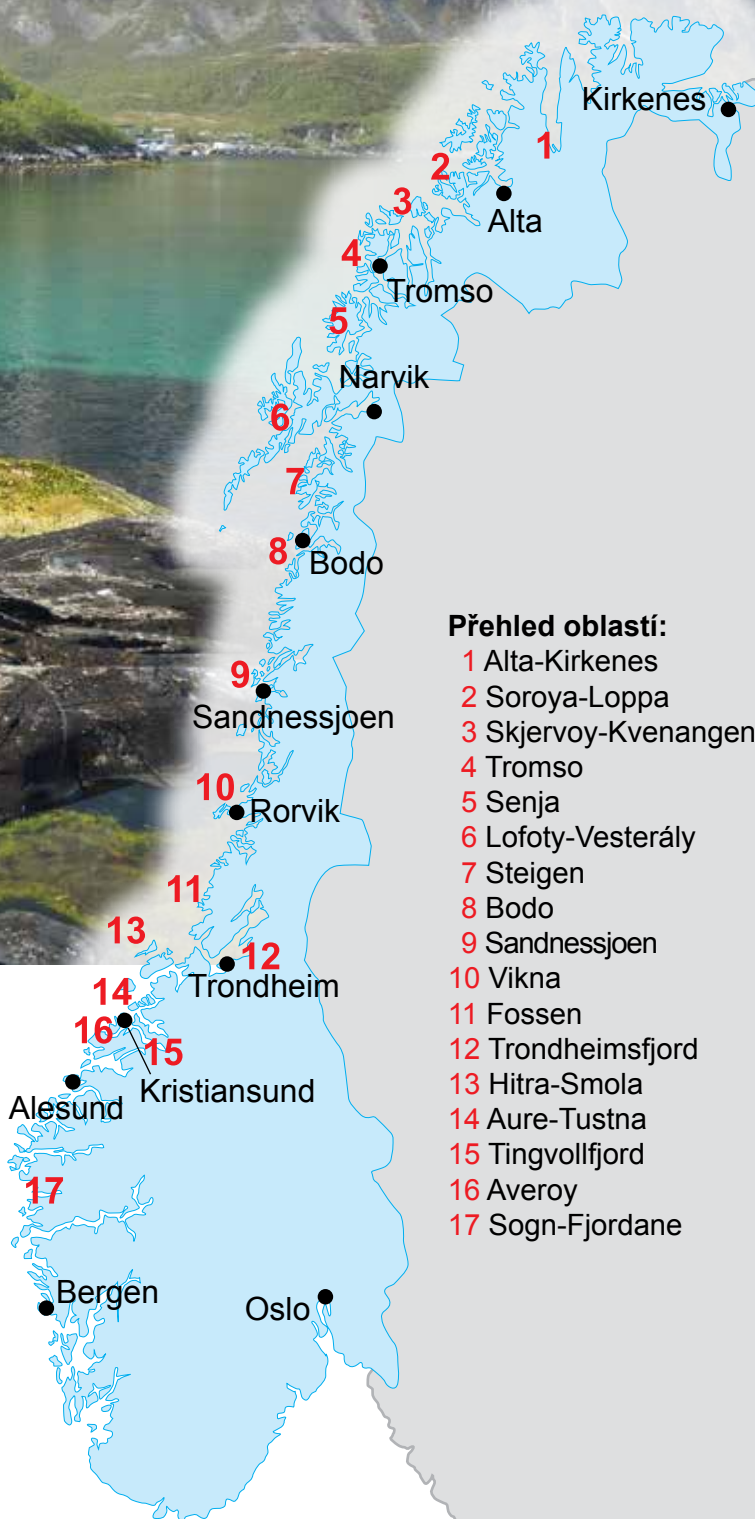 Kirkenes
1
2
Alta
3
4
Tromso
5
Narvik
6
7
8
Bodo
9
Sandnessjoen
10
Rorvik
11
13
12
Trondheim
14
16
15
Kristiansund
Alesund
17
Bergen
Oslo
Přehled oblastí:
1 Alta-Kirkenes
2 Soroya-Loppa
3 Skjervoy-Kvenangen
4 Tromso
5 Senja
6 Lofoty-Vesterály
7 Steigen
8 Bodo
9 Sandnessjoen
10 Vikna
11 Fossen
12 Trondheimsfjord
13 Hitra-Smola
14 Aure-Tustna
15 Tingvollfjord
16 Averoy
17 Sogn-Fjordane